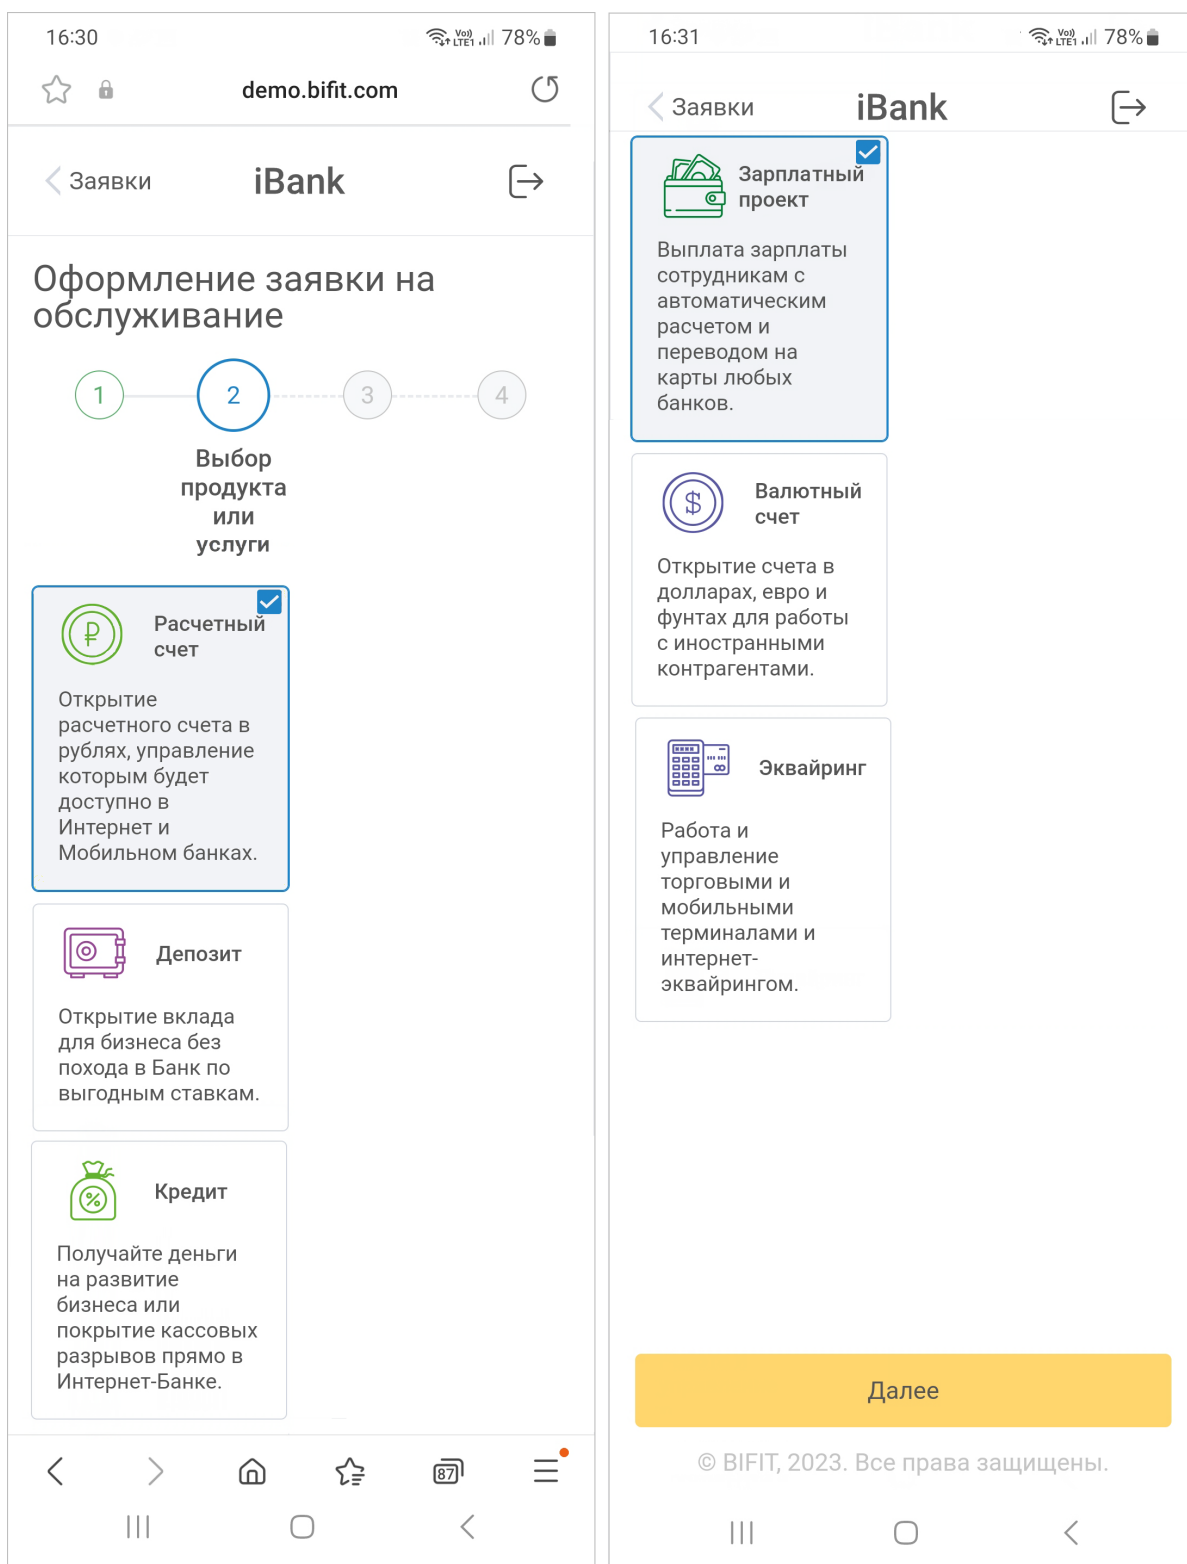 16:30
Vo))
LTE1
78%
demo.bifit.com
Заявки
iBank
Оформление заявки на
обслуживание
1
2
3
4
Выбор
продукта
или
услуги
Расчетный
счет
Открытие
расчетного счета в
рублях, управление
которым будет
доступно в
Интернет и
Мобильном банках.
Депозит
Открытие вклада
для бизнеса без
похода в Банк по
выгодным ставкам.
Кредит
Получайте деньги
на развитие
бизнеса или
покрытие кассовых
разрывов прямо в
Интернет-Банке.
87
16:31
Vo))
LTE1
78%
Заявки
iBank
Зарплатный
проект
Выплата зарплаты
сотрудникам с
автоматическим
расчетом и
переводом на
карты любых
банков.
$
Валютный
счет
Открытие счета в
долларах, евро и
фунтах для работы
с иностранными
контрагентами.
Эквайринг
Работа и
управление
торговыми и
мобильными
терминалами и
интернет-
эквайрингом.
Далее
© BIFIT, 2023. Все права защищены.